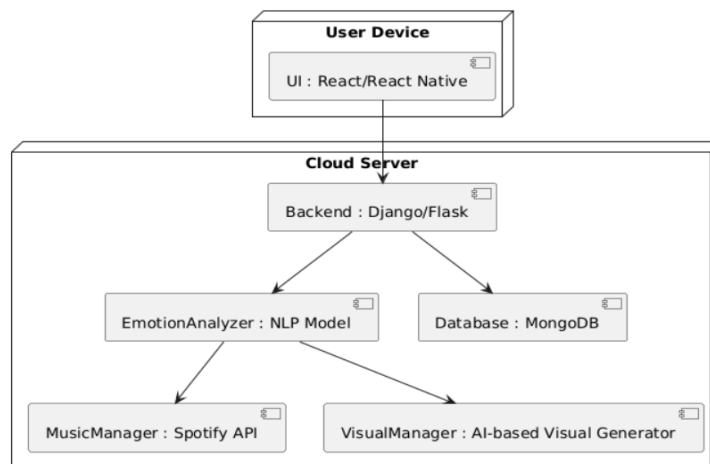 User Device
UI : React/React Native
Cloud Server
Backend : Django/Flask
EmotionAnalyzer : NLP Model
Database : MongoDB
MusicManager : Spotify API
VisualManager : AI-based Visual Generator